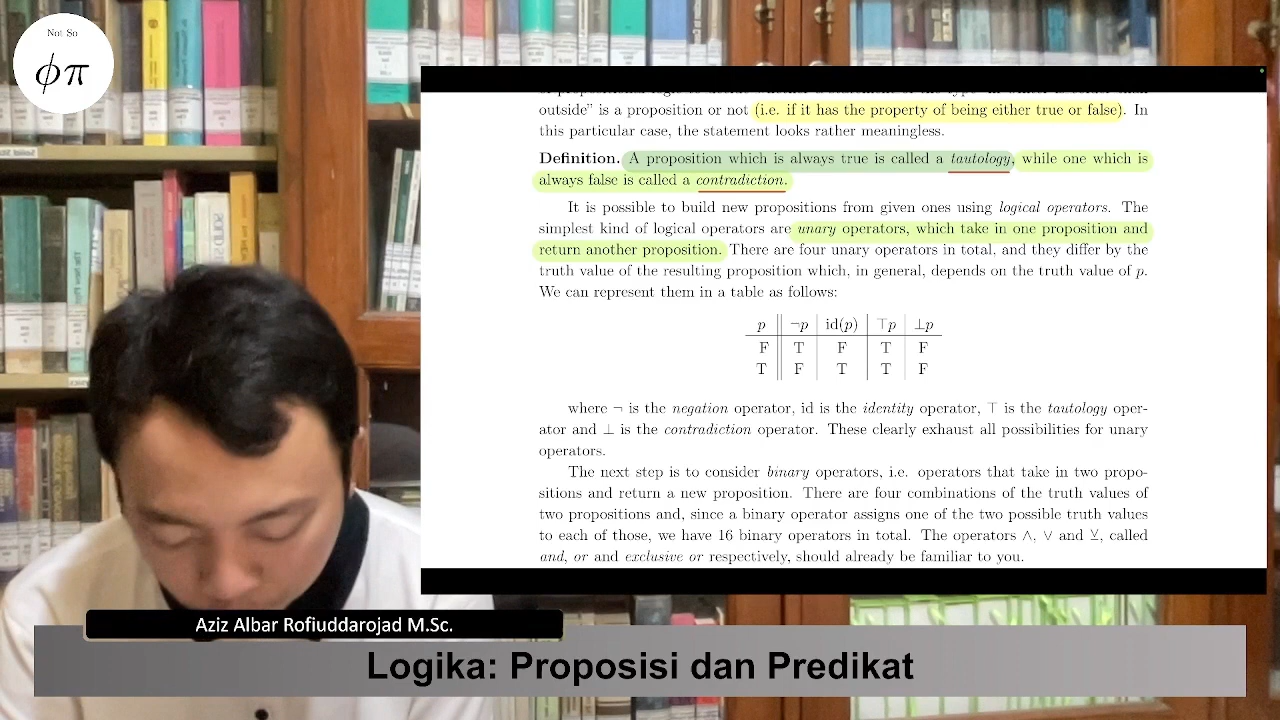 Not So
ϕπ
outside” is a proposition or not (i.e. if it has the property of being either true or false). In
this particular case, the statement looks rather meaningless.
Definition. A proposition which is always true is called a tautology, while one which is
always false is called a contradiction.
It is possible to build new propositions from given ones using logical operators. The
simplest kind of logical operators are unary operators, which take in one proposition and
return another proposition. There are four unary operators in total, and they differ by the
truth value of the resulting proposition which, in general, depends on the truth value of p.
We can represent them in a table as follows:
p ¬p id(p) ⊤p ⊥p
F T F T F
T F T T F
where ¬ is the negation operator, id is the identity operator, ⊤ is the tautology oper-
ator and ⊥ is the contradiction operator. These clearly exhaust all possibilities for unary
operators.
The next step is to consider binary operators, i.e. operators that take in two propo-
sitions and return a new proposition. There are four combinations of the truth values of
two propositions and, since a binary operator assigns one of the two possible truth values
to each of those, we have 16 binary operators in total. The operators ∧, ∨ and ⊻, called
and, or and exclusive or respectively, should already be familiar to you.
Aziz Albar Rofiuddarojad M.Sc.
Logika: Proposisi dan Predikat